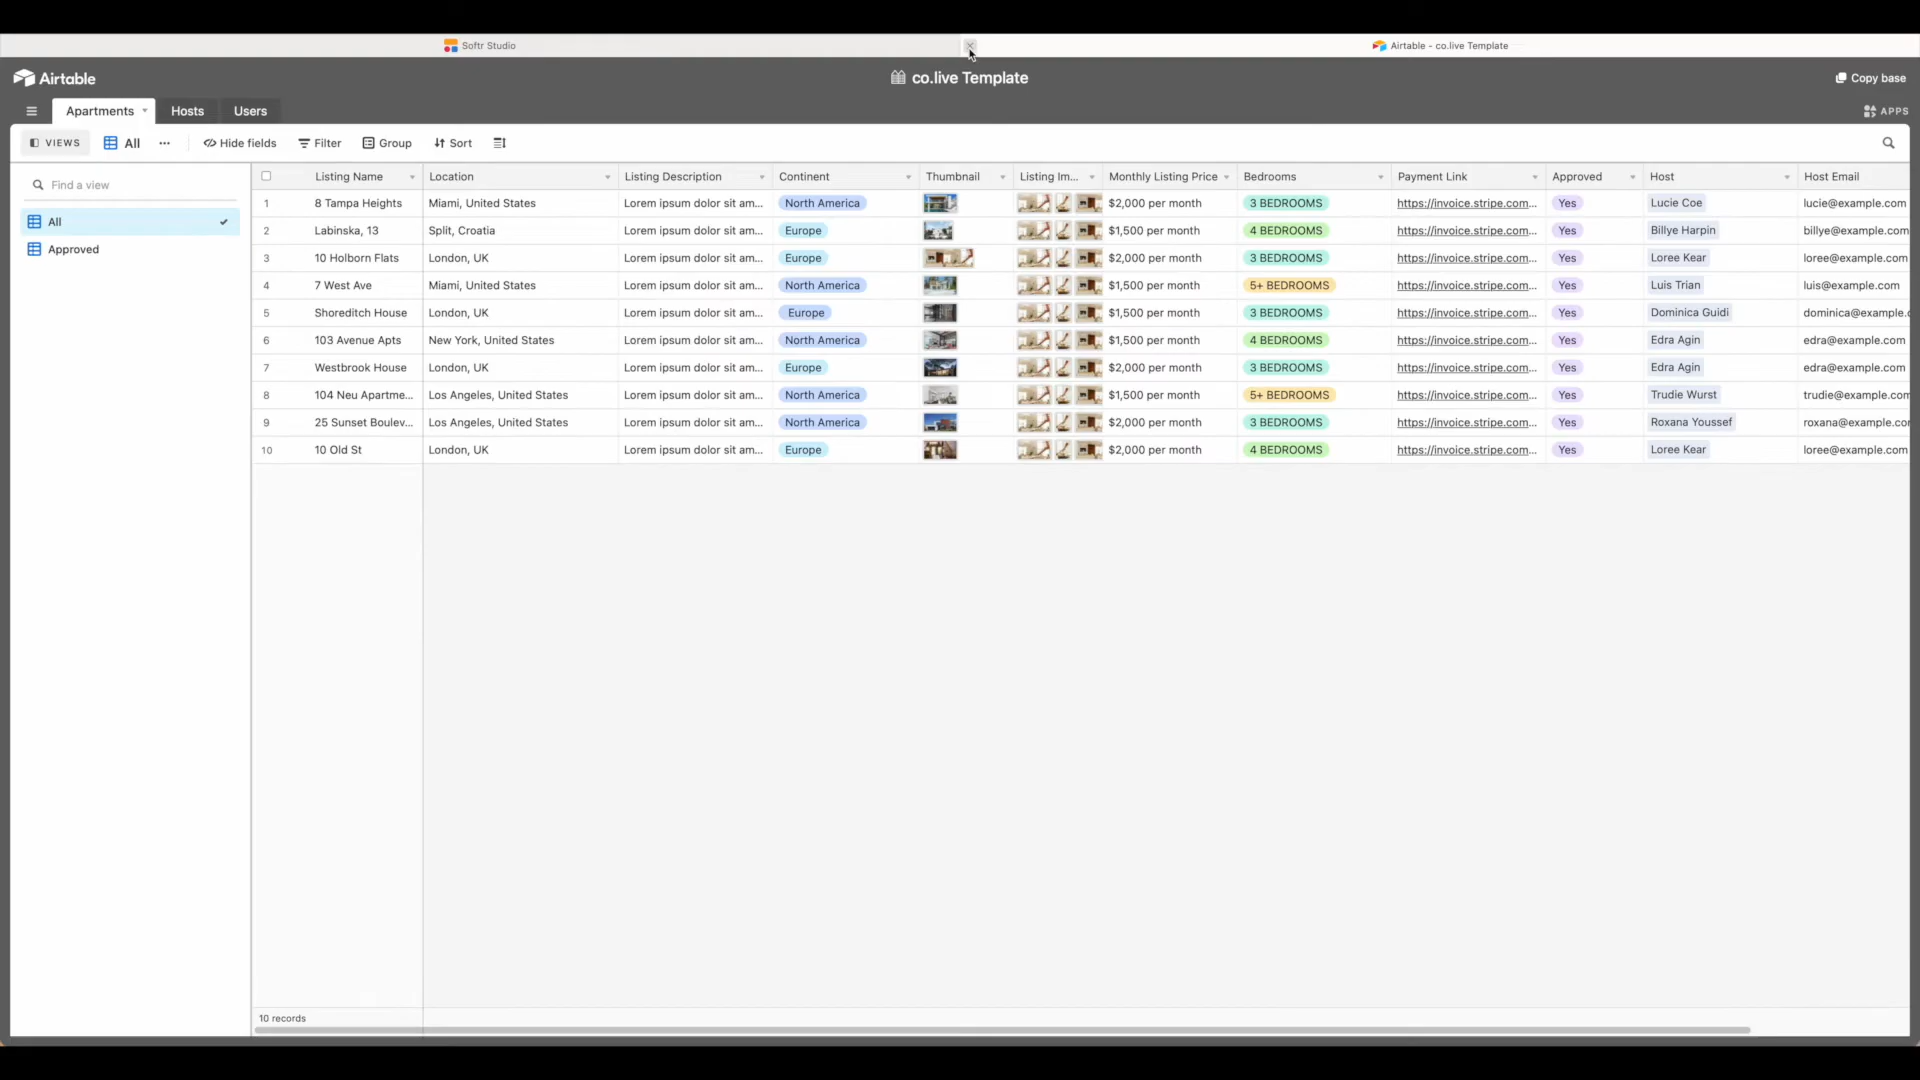 Softr Studio
Airtable - co.live Template
Airtable
co.live Template
Copy base
Apartments
Hosts
Users
APPS
VIEWS
All
Hide fields
Filter
Group
Sort
Find a view
All
Approved
Listing Name Location Listing Description Continent Thumbnail Listing Im... Monthly Listing Price Bedrooms Payment Link Approved Host Host Email
1 8 Tampa Heights Miami, United States Lorem ipsum dolor sit am... North America $2,000 per month 3 BEDROOMS https://invoice.stripe.com... Yes Lucie Coe lucie@example.com
2 Labinska, 13 Split, Croatia Lorem ipsum dolor sit am... Europe $1,500 per month 4 BEDROOMS https://invoice.stripe.com... Yes Billye Harpin billye@example.com
3 10 Holborn Flats London, UK Lorem ipsum dolor sit am... Europe $2,000 per month 3 BEDROOMS https://invoice.stripe.com... Yes Loree Kear loree@example.com
4 7 West Ave Miami, United States Lorem ipsum dolor sit am... North America $1,500 per month 5+ BEDROOMS https://invoice.stripe.com... Yes Luis Trian luis@example.com
5 Shoreditch House London, UK Lorem ipsum dolor sit am... Europe $1,500 per month 3 BEDROOMS https://invoice.stripe.com... Yes Dominica Guidi dominica@example.c
6 103 Avenue Apts New York, United States Lorem ipsum dolor sit am... North America $1,500 per month 4 BEDROOMS https://invoice.stripe.com... Yes Edra Agin edra@example.com
7 Westbrook House London, UK Lorem ipsum dolor sit am... Europe $2,000 per month 3 BEDROOMS https://invoice.stripe.com... Yes Edra Agin edra@example.com
8 104 Neu Apartme... Los Angeles, United States Lorem ipsum dolor sit am... North America $1,500 per month 5+ BEDROOMS https://invoice.stripe.com... Yes Trudie Wurst trudie@example.com
9 25 Sunset Boulev... Los Angeles, United States Lorem ipsum dolor sit am... North America $2,000 per month 3 BEDROOMS https://invoice.stripe.com... Yes Roxana Youssef roxana@example.co
10 10 Old St London, UK Lorem ipsum dolor sit am... Europe $2,000 per month 4 BEDROOMS https://invoice.stripe.com... Yes Loree Kear loree@example.com
10 records